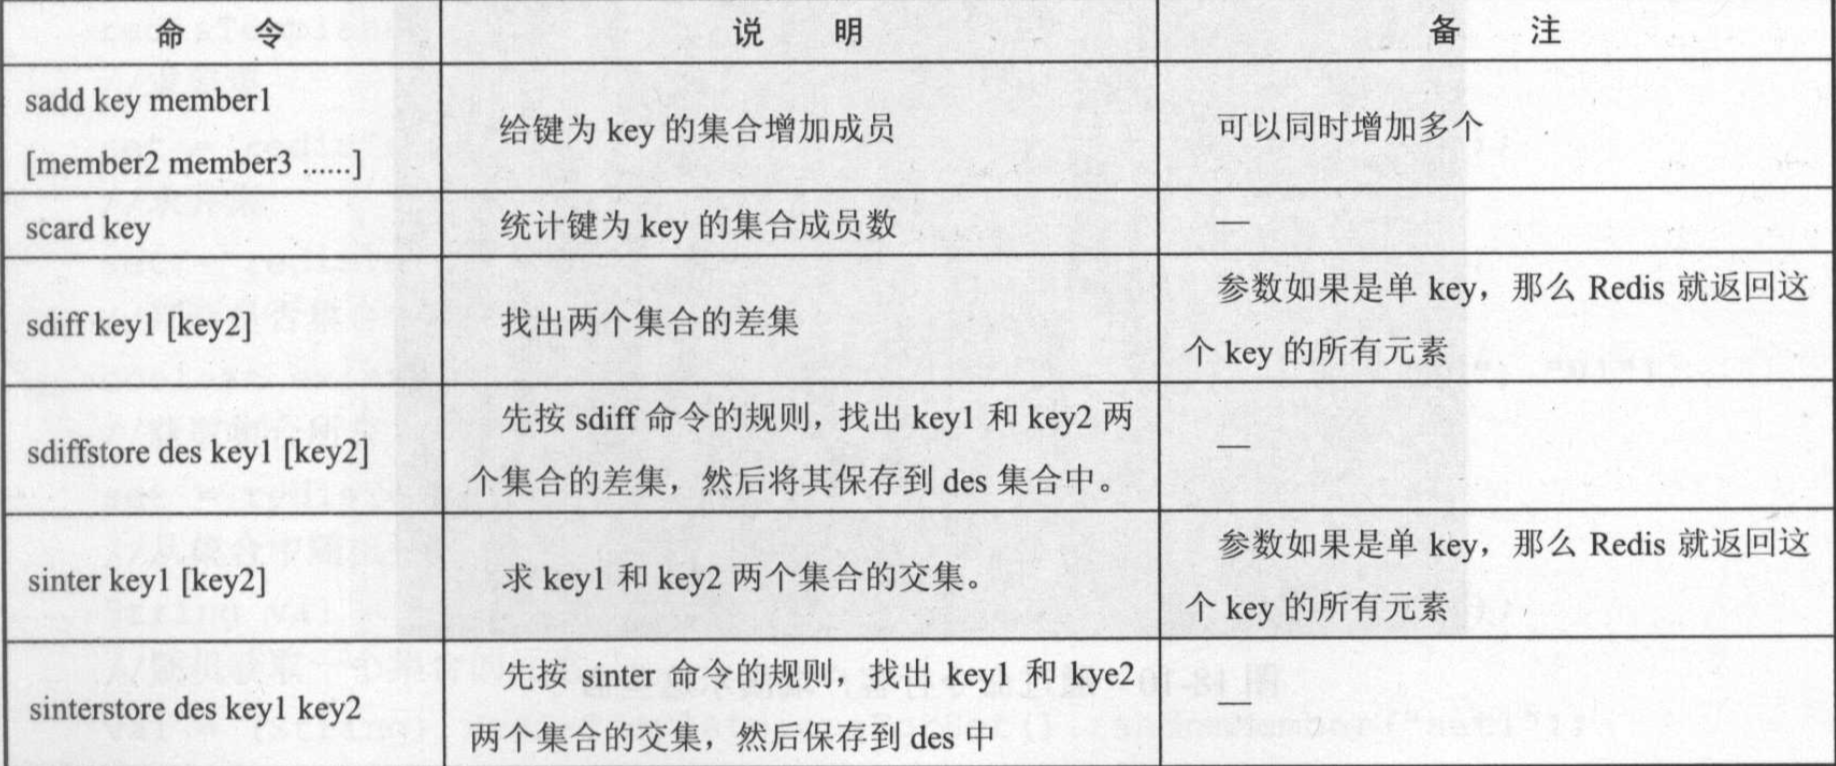 命 令 说 明 备 注
sadd key member1
[member2 member3 ......]
给键为 key 的集合增加成员
可以同时增加多个
scard key
统计键为 key 的集合成员数
—
sdiff key1 [key2]
找出两个集合的差集
参数如果是单 key，那么 Redis 就返回这
个 key 的所有元素
sdiffstore des key1 [key2]
先按 sdiff 命令的规则，找出 key1 和 key2 两
个集合的差集，然后将其保存到 des 集合中。
—
sinter key1 [key2]
求 key1 和 key2 两个集合的交集。
参数如果是单 key，那么 Redis 就返回这
个 key 的所有元素
sinterstore des key1 key2
先按 sinter 命令的规则，找出 key1 和 kye2
两个集合的交集，然后保存到 des 中
—